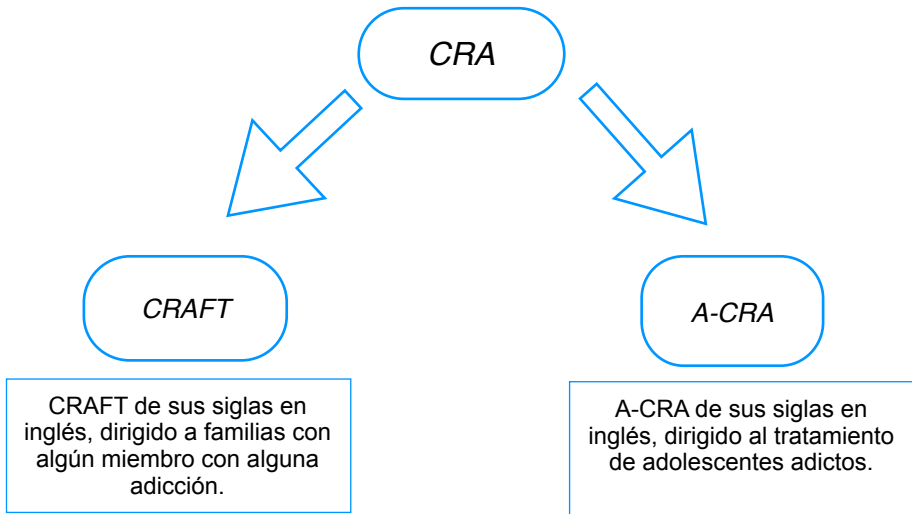 CRA
CRAFT
A-CRA
CRAFT de sus siglas en
inglés, dirigido a familias con
algún miembro con alguna
adicción.
A-CRA de sus siglas en
inglés, dirigido al tratamiento
de adolescentes adictos.